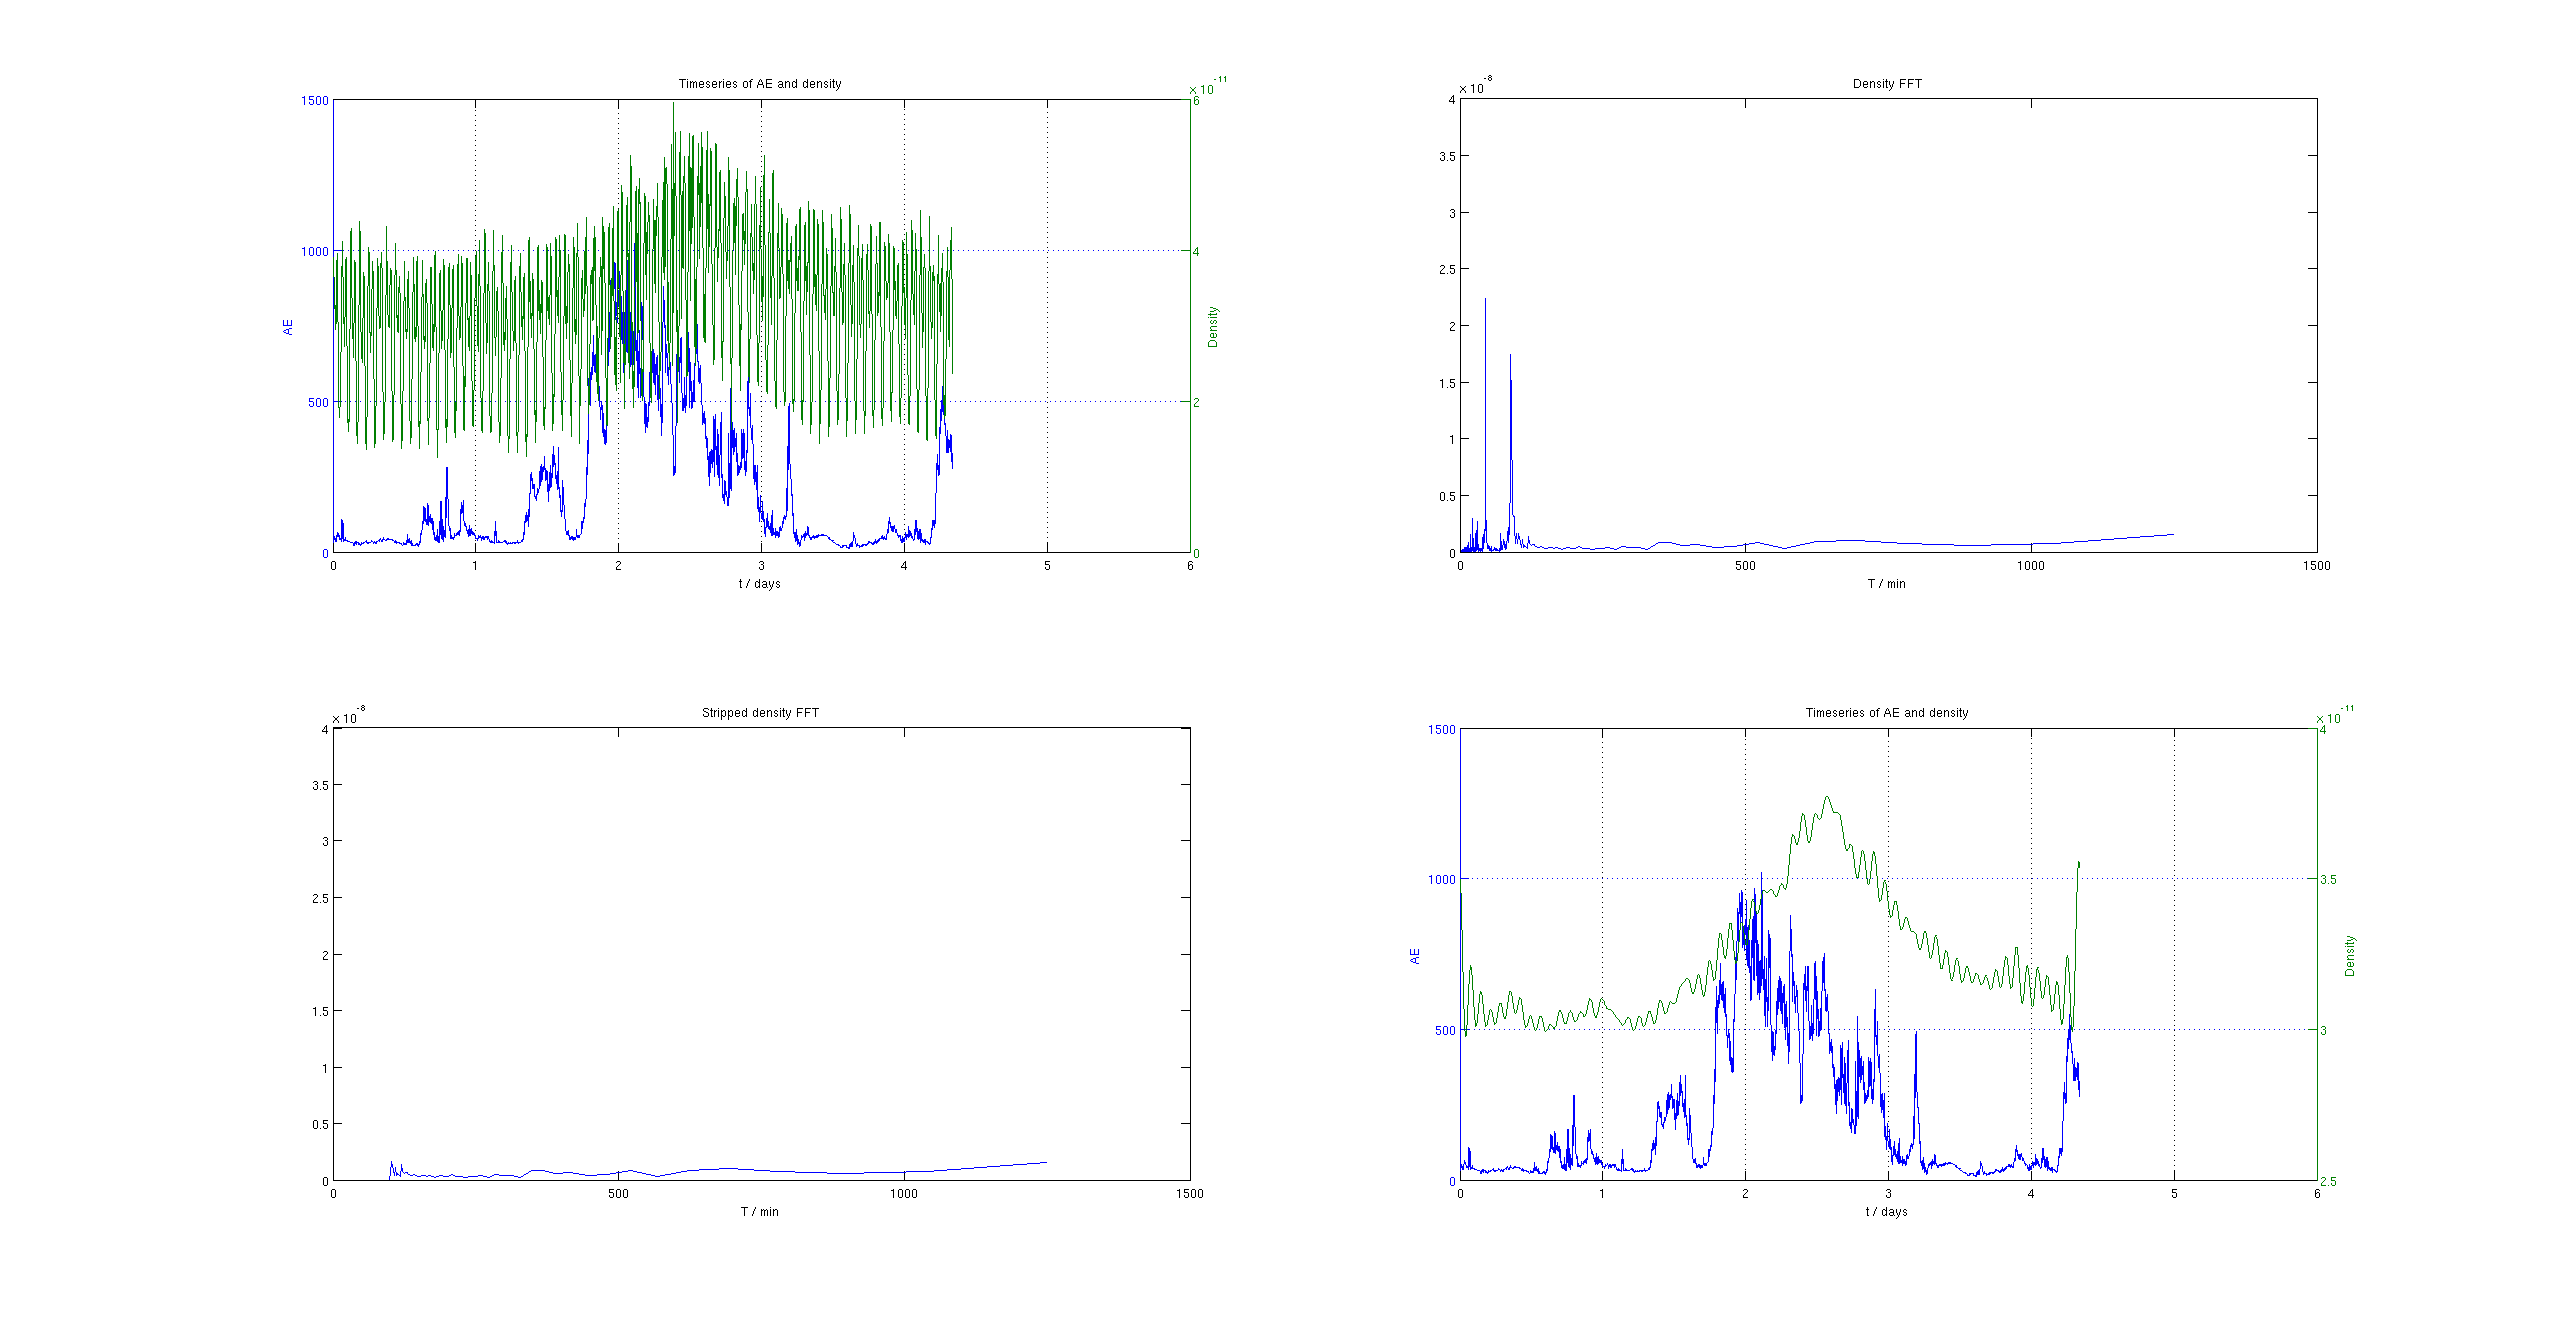 Timeseries of AE and density
×10^-11
1500
1000
500
0
AE
6
4
2
0
Density
0 1 2 3 4 5 6
t / days
Density FFT
×10^-8
4
3.5
3
2.5
2
1.5
1
0.5
0
0 500 1000 1500
T / min
Stripped density FFT
×10^-8
4
3.5
3
2.5
2
1.5
1
0.5
0
0 500 1000 1500
T / min
Timeseries of AE and density
×10^-11
1500
1000
500
0
AE
4
3.5
3
2.5
Density
0 1 2 3 4 5 6
t / days